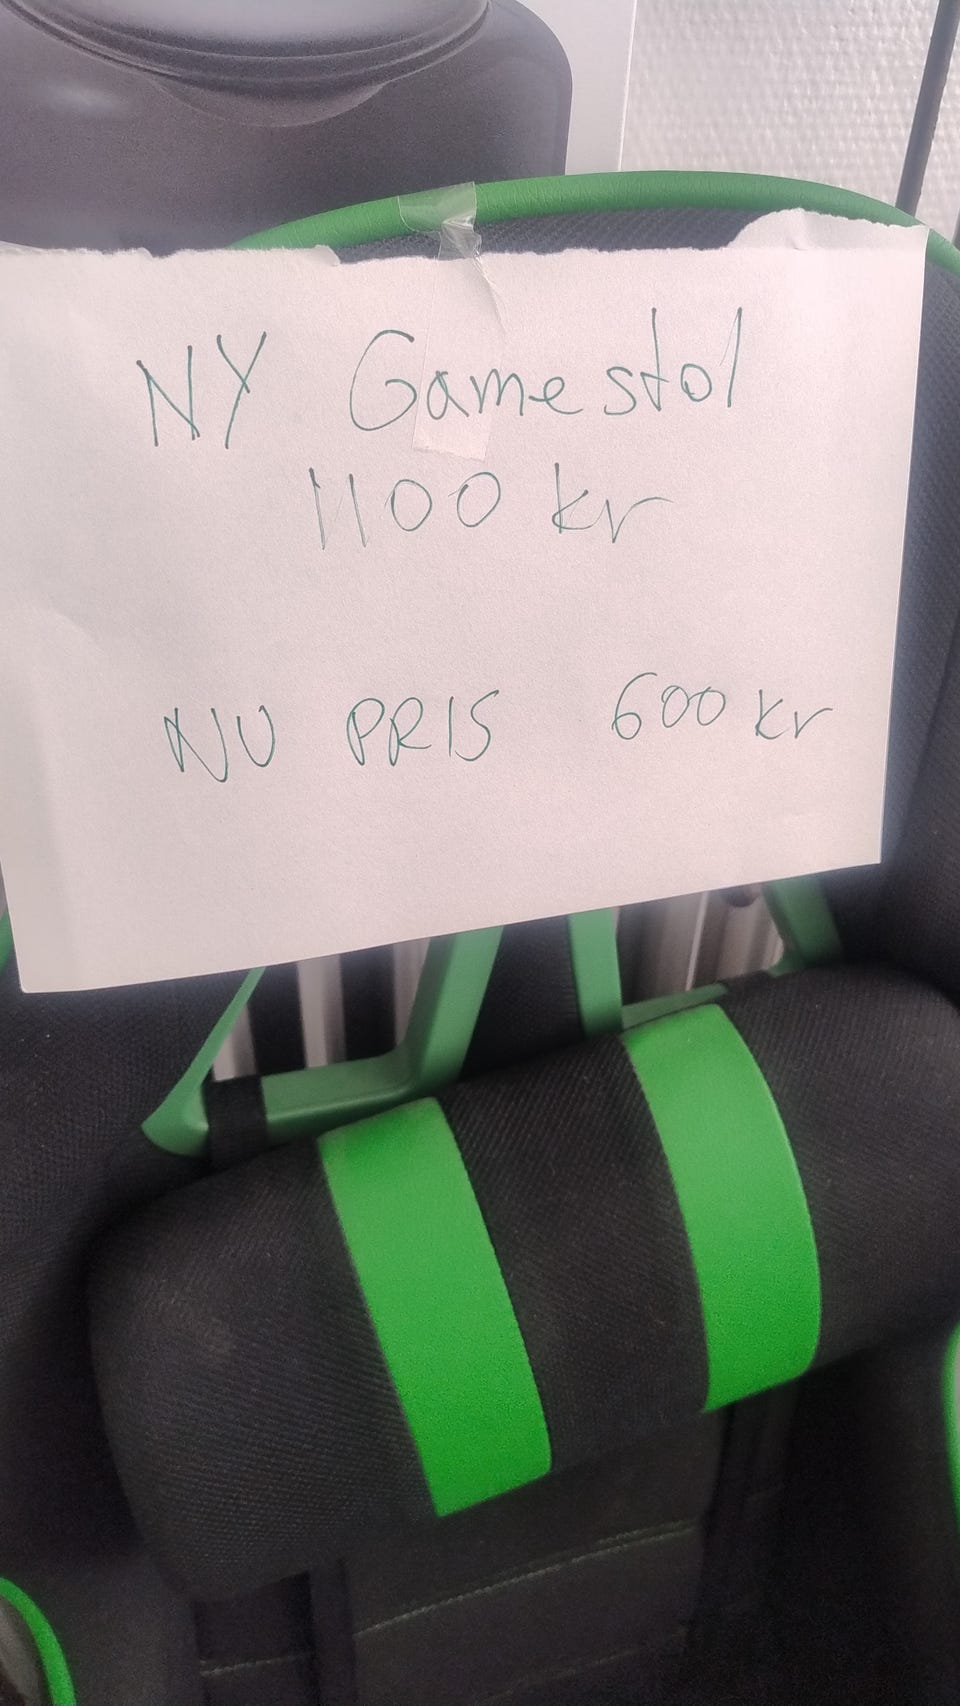 NY Gamestol
1100 kr
NU PRIS 600 kr